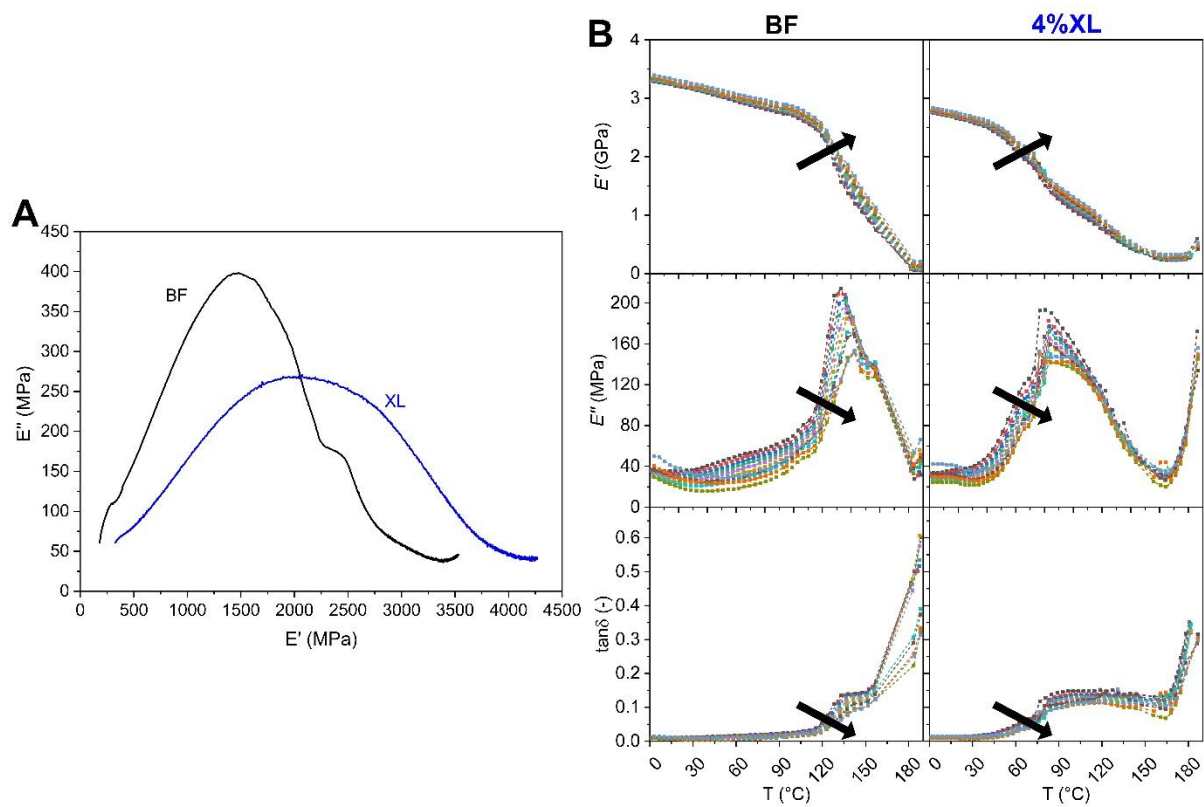 A
450
400
350
300
250
200
150
100
50
0
E'' (MPa)
BF
XL
0 500 1000 1500 2000 2500 3000 3500 4000 4500
E' (MPa)
B
BF 4%XL
4
3
2
1
0
E' (GPa)
200
160
120
80
40
0
E'' (MPa)
0.6
0.5
0.4
0.3
0.2
0.1
0.0
tanδ (-)
0 30 60 90 120 150 180 0 30 60 90 120 150 180
T (°C) T (°C)